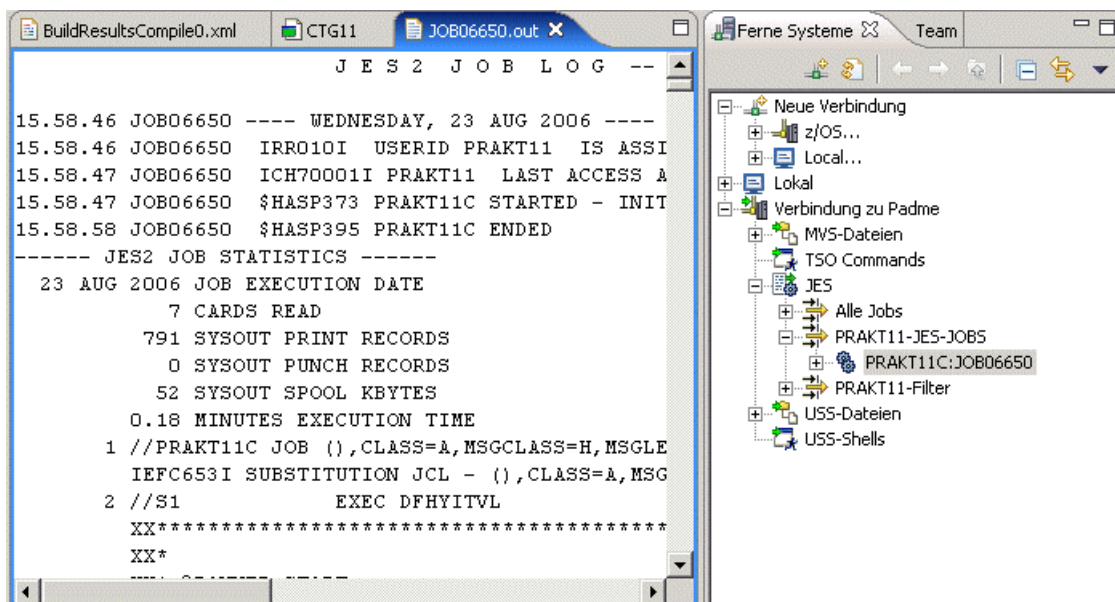 BuildResultsCompile0.xml CTG11 JOB06650.out
J E S 2 J O B L O G --
15.58.46 JOB06650 ---- WEDNESDAY, 23 AUG 2006 ----
15.58.46 JOB06650 IRR010I USERID PRAKT11 IS ASSI
15.58.47 JOB06650 ICH70001I PRAKT11 LAST ACCESS A
15.58.47 JOB06650 $HASP373 PRAKT11C STARTED - INIT
15.58.58 JOB06650 $HASP395 PRAKT11C ENDED
------ JES2 JOB STATISTICS ------
23 AUG 2006 JOB EXECUTION DATE
7 CARDS READ
791 SYSOUT PRINT RECORDS
0 SYSOUT PUNCH RECORDS
52 SYSOUT SPOOL KBYTES
0.18 MINUTES EXECUTION TIME
1 //PRAKT11C JOB (),CLASS=A,MSGCLASS=H,MSGLE
IEFC653I SUBSTITUTION JCL - (),CLASS=A,MSG
2 //S1 EXEC DFHYITVL
XX******************************************
XX*
Ferne Systeme Team
Neue Verbindung
z/OS...
Local...
Lokal
Verbindung zu Padme
MVS-Dateien
TSO Commands
JES
Alle Jobs
PRAKT11-JES-JOBS
PRAKT11C:JOB06650
PRAKT11-Filter
USS-Dateien
USS-Shells